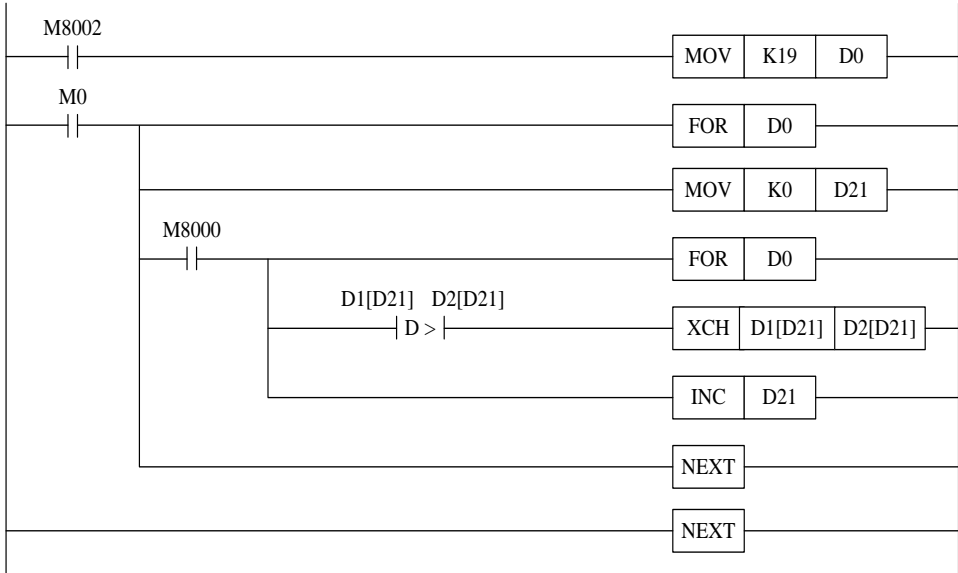 M8002
MOV K19 D0
M0
FOR D0
MOV K0 D21
M8000
FOR D0
D1[D21] D2[D21]
D > XCH D1[D21] D2[D21]
INC D21
NEXT
NEXT